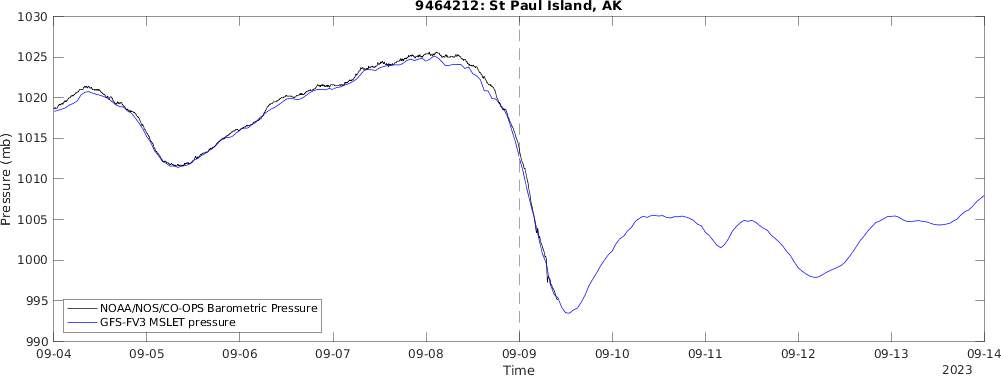 9464212: St Paul Island, AK
Pressure (mb)
1030
1025
1020
1015
1010
1005
1000
995
990
NOAA/NOS/CO-OPS Barometric Pressure
GFS-FV3 MSLET pressure
09-04 09-05 09-06 09-07 09-08 09-09 09-10 09-11 09-12 09-13 09-14
Time
2023